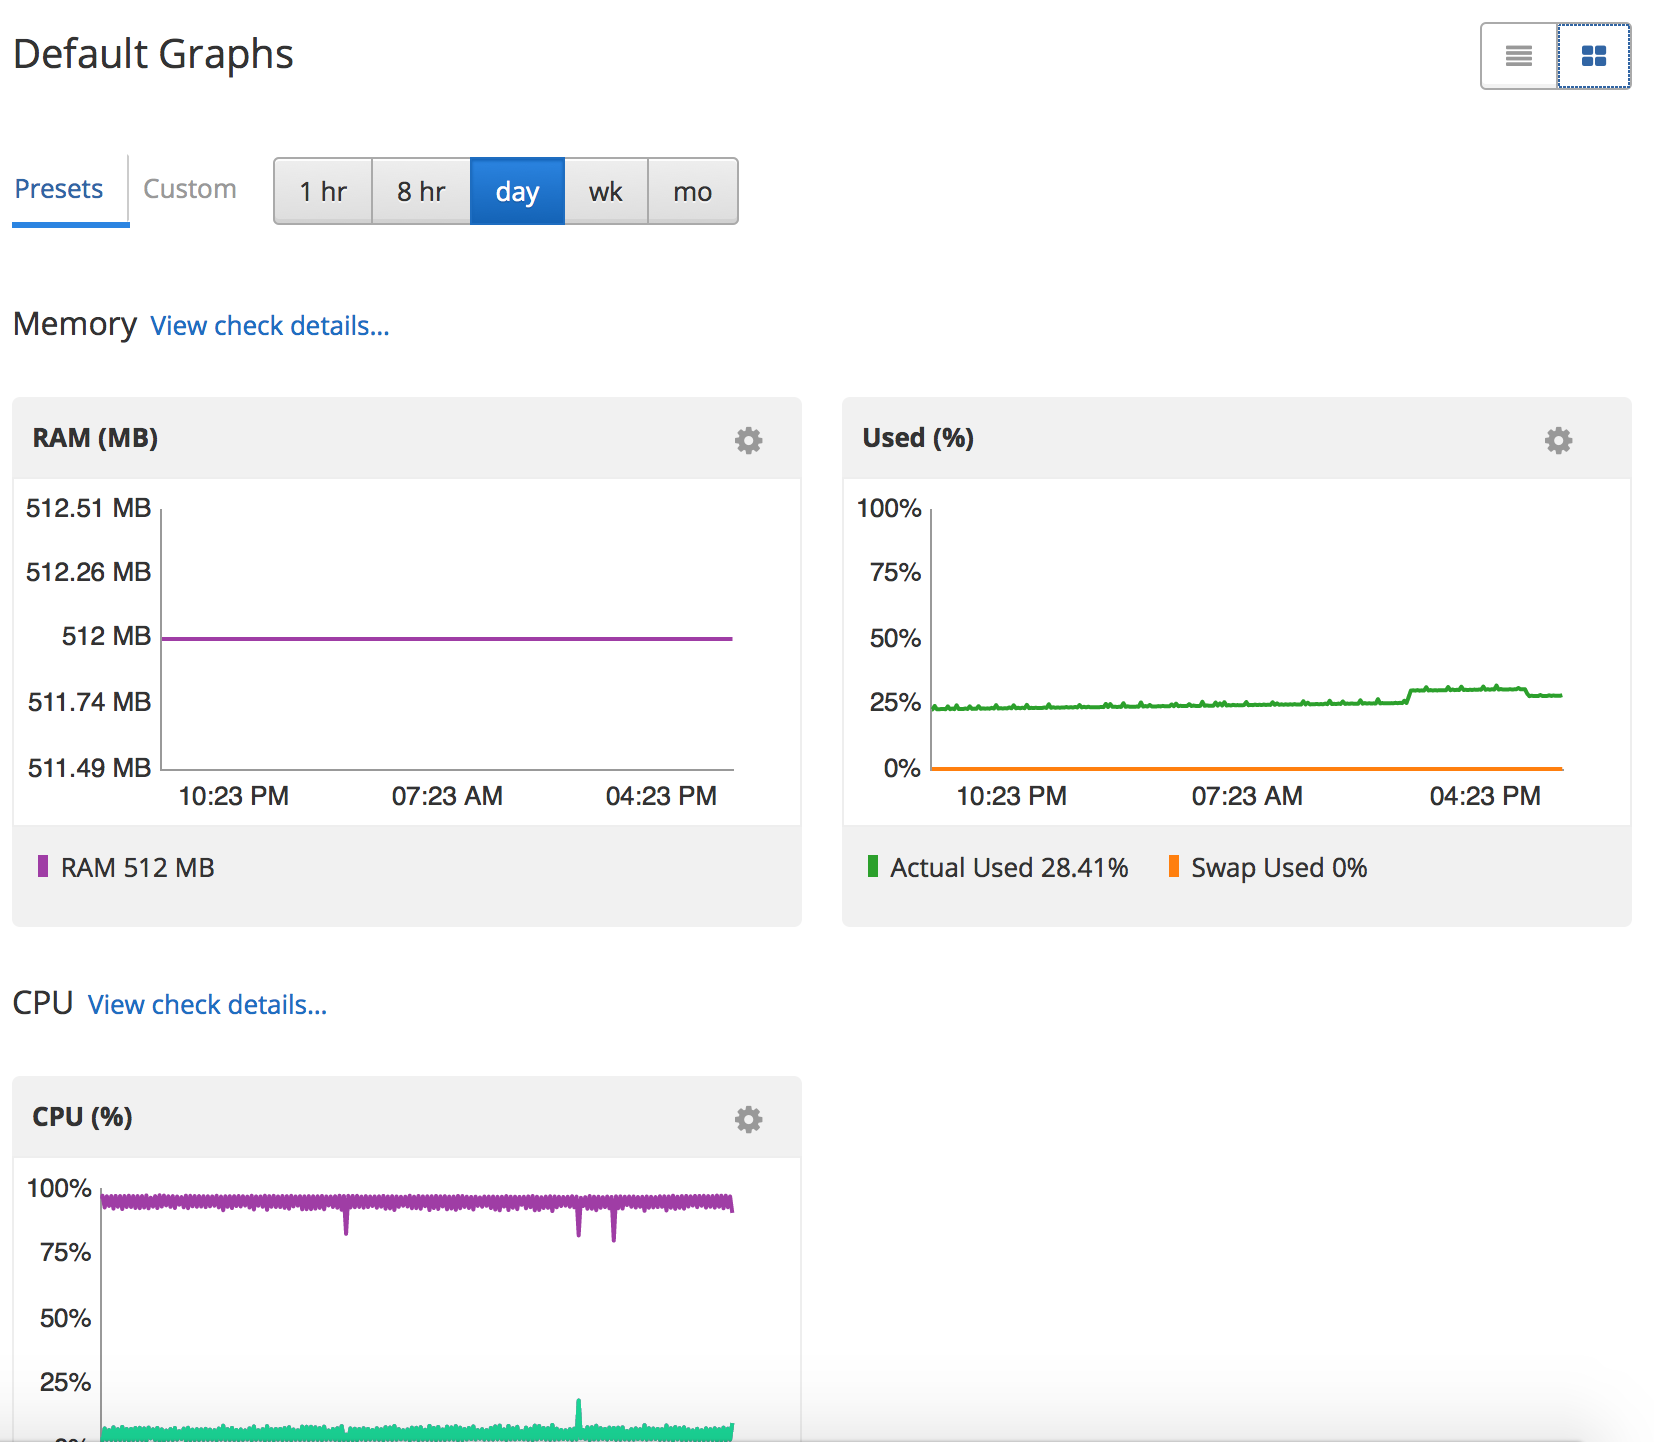 Default Graphs
Presets Custom 1 hr 8 hr day wk mo
Memory View check details...
RAM (MB)
512.51 MB
512.26 MB
512 MB
511.74 MB
511.49 MB
10:23 PM 07:23 AM 04:23 PM
RAM 512 MB
Used (%)
100%
75%
50%
25%
0%
10:23 PM 07:23 AM 04:23 PM
Actual Used 28.41% Swap Used 0%
CPU View check details...
CPU (%)
100%
75%
50%
25%